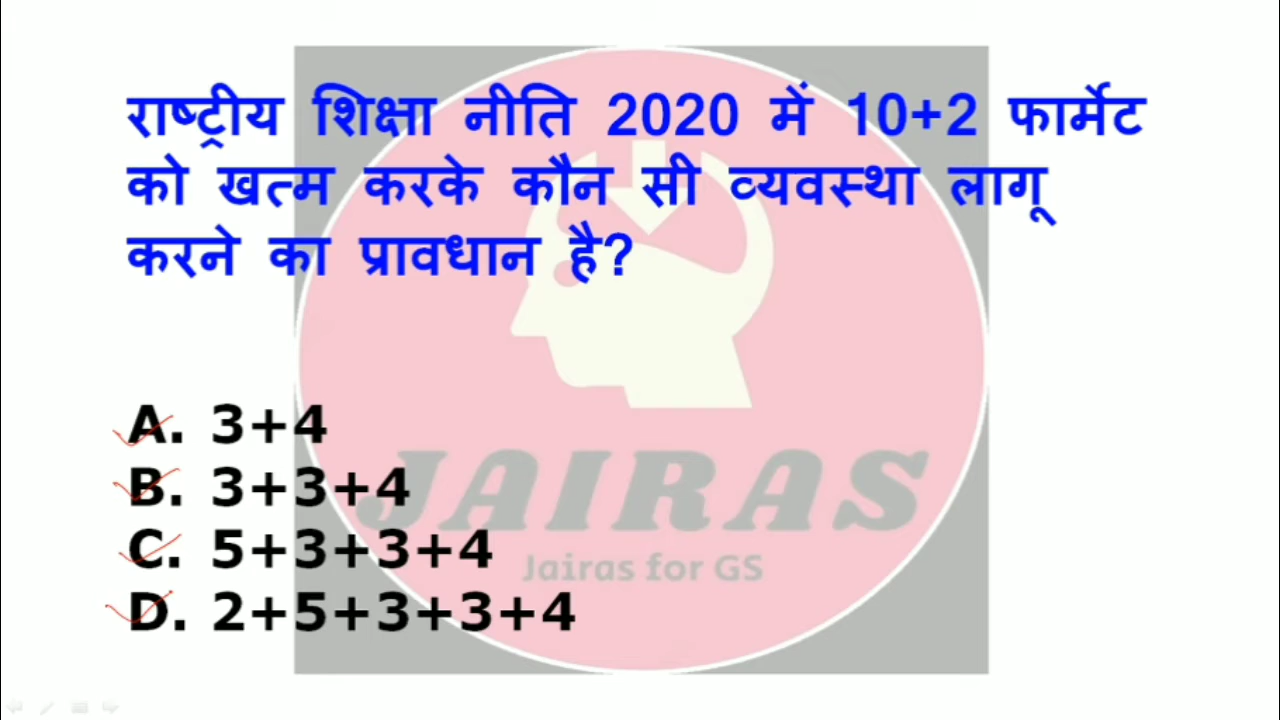 राष्ट्रीय शिक्षा नीति 2020 में 10+2 फार्मेट
को खत्म करके कौन सी व्यवस्था लागू
करने का प्रावधान है?
A. 3+4
B. 3+3+4
C. 5+3+3+4
D. 2+5+3+3+4
JAIRAS
Jairas for GS